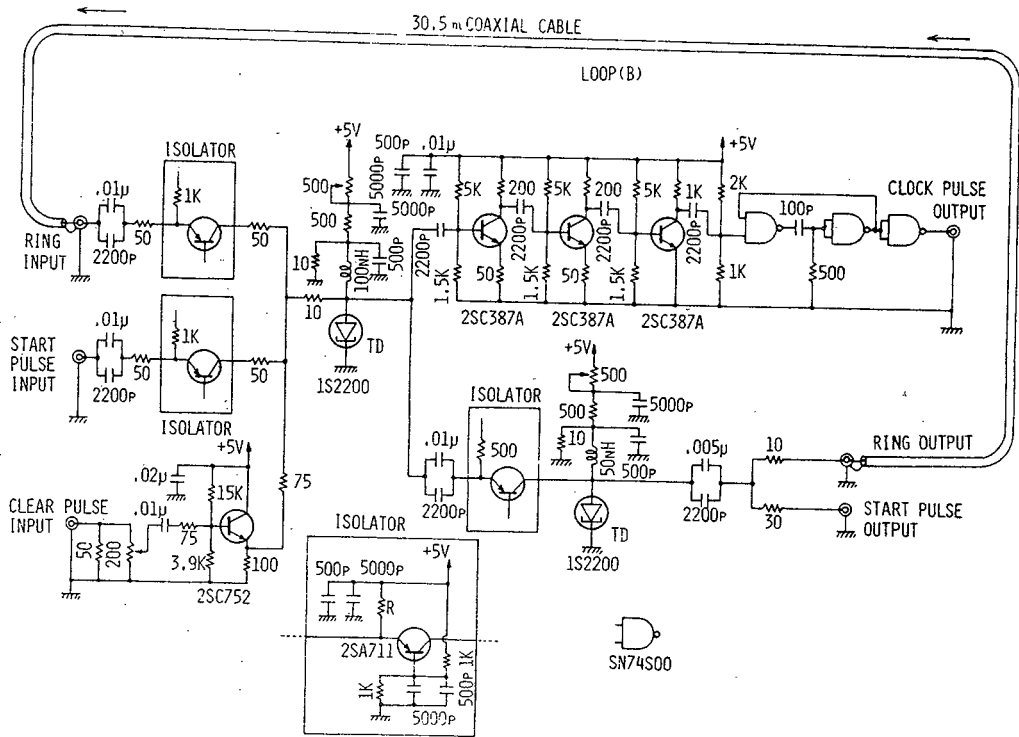 30.5 m COAXIAL CABLE
LOOP(B)
+5V
500P
.01μ
+5V
ISOLATOR
.01μ
1K
500
5000P
5000P
5K
200
5K
200
5K
1K
2K
CLOCK PULSE
OUTPUT
100P
RING
INPUT
50
2200P
50
500
10
100nH
500P
2200P
2200P
2200P
2200P
1.5K
50
1.5K
50
1.5K
1K
500
2SC387A
2SC387A
2SC387A
10
.01μ
1K
START
PULSE
INPUT
50
2200P
50
TD
1S2200
ISOLATOR
+5V
500
500
5000P
ISOLATOR
10
50nH
500P
.01μ
500
2200P
.005μ
2200P
10
RING OUTPUT
30
START PULSE
OUTPUT
TD
1S2200
+5V
.02μ
15K
75
CLEAR PULSE
INPUT
.01μ
50
200
75
3.9K
100
2SC752
ISOLATOR
+5V
500P
5000P
R
2SA711
1K
1K
5000P
500P
SN74S00